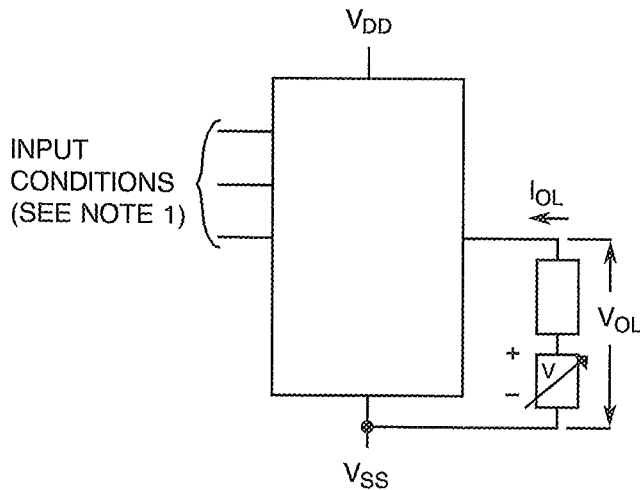 VDD
INPUT
CONDITIONS
(SEE NOTE 1)
IOL
VOL
+
V
−
VSS